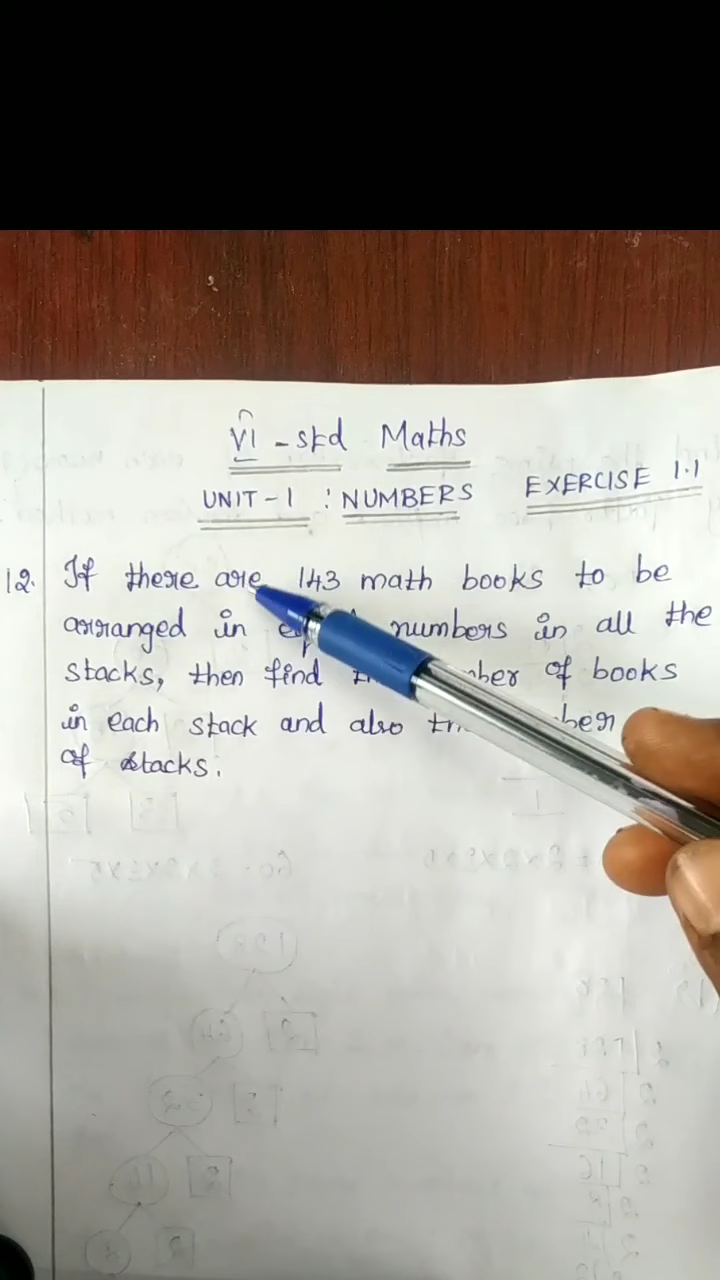 VI - std Maths
UNIT - 1 : NUMBERS EXERCISE 1.1
12. If there are 143 math books to be
arranged in numbers in all the
stacks, then find of books
in each stack and also
of stacks.